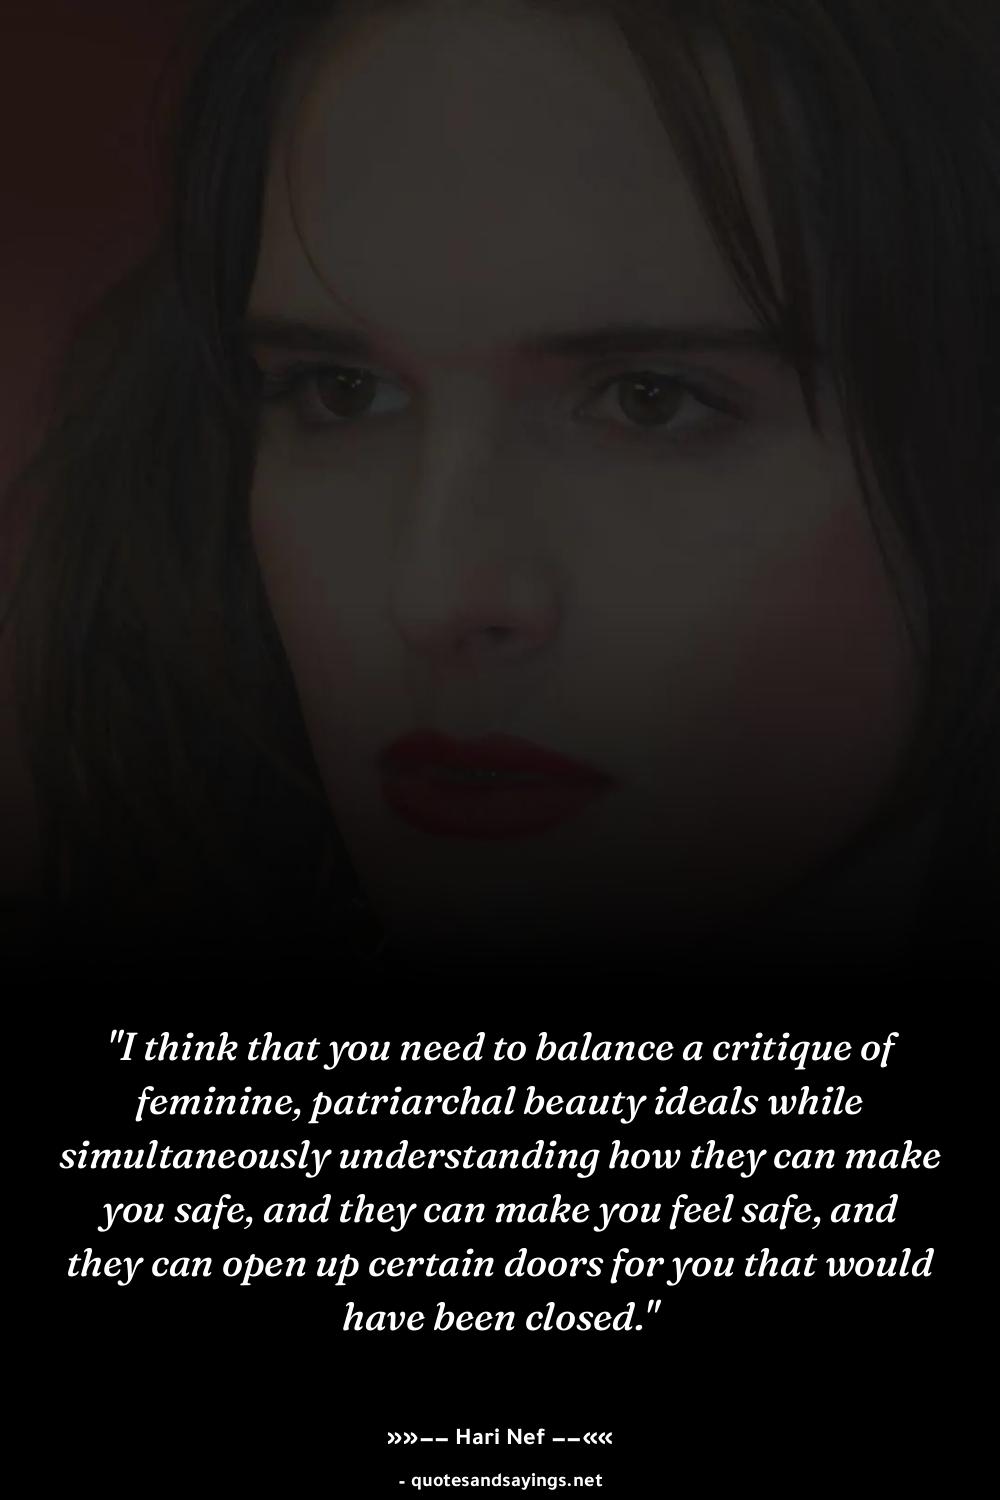 "I think that you need to balance a critique of
feminine, patriarchal beauty ideals while
simultaneously understanding how they can make
you safe, and they can make you feel safe, and
they can open up certain doors for you that would
have been closed."
»»–– Hari Nef ––««
- quotesandsayings.net